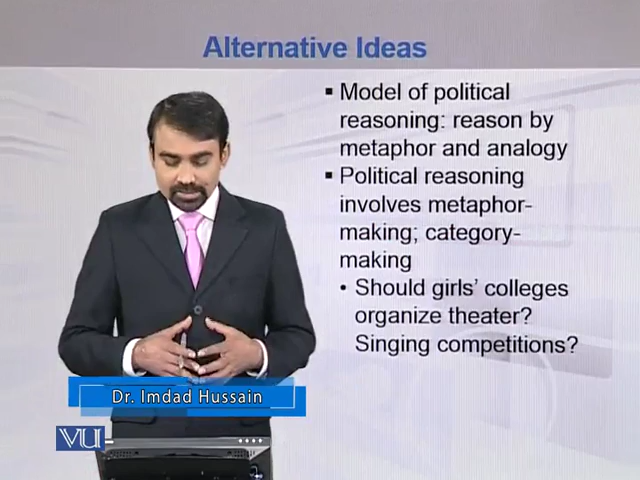 Alternative Ideas
▪ Model of political
reasoning: reason by
metaphor and analogy
▪ Political reasoning
involves metaphor-
making; category-
making
• Should girls' colleges
organize theater?
Singing competitions?
Dr. Imdad Hussain
VU